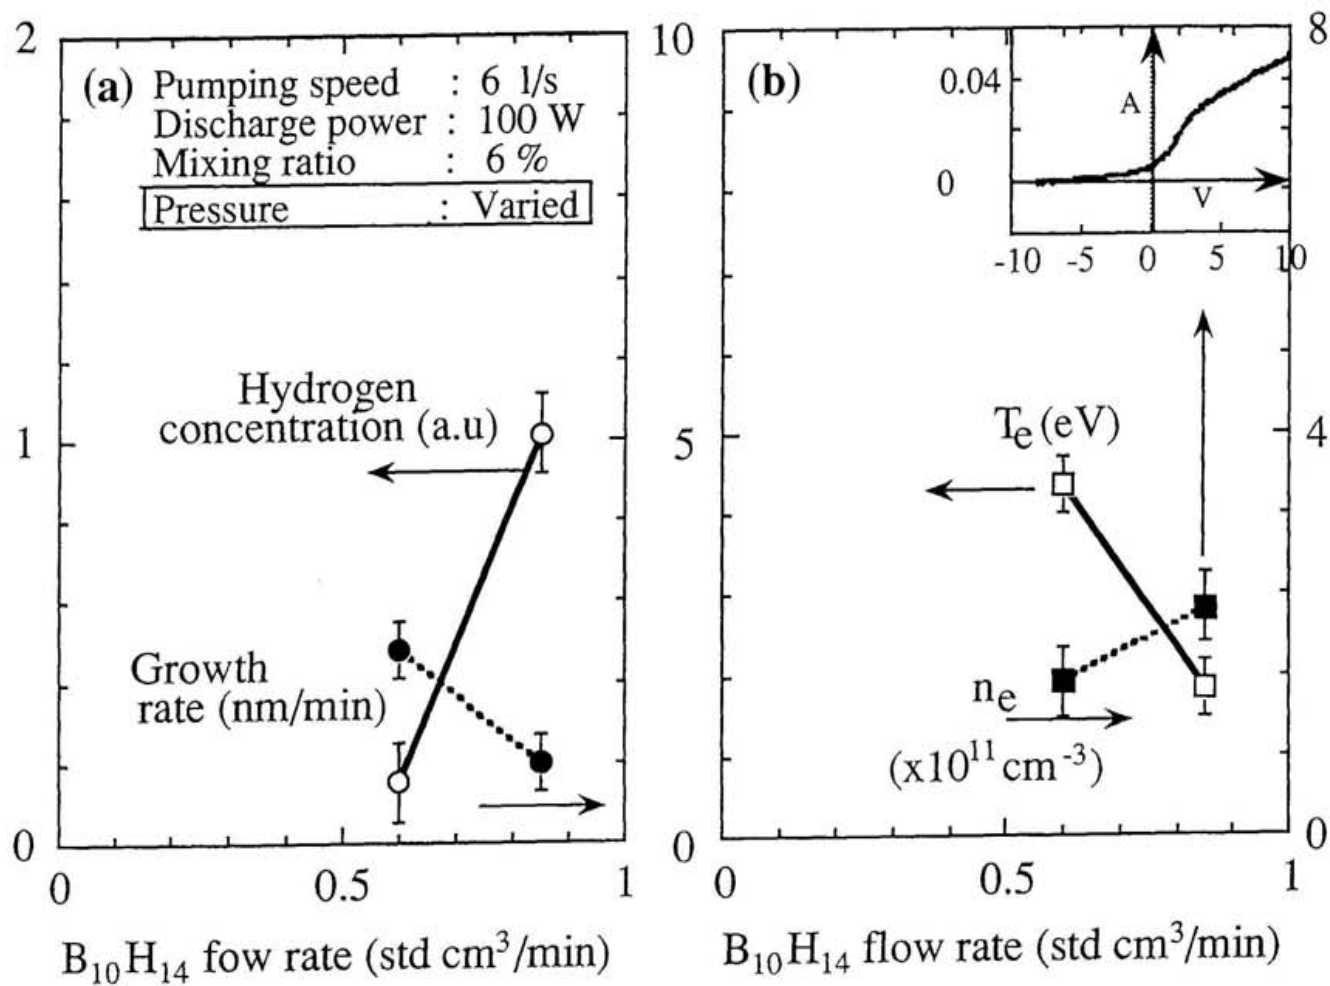 2
(a) Pumping speed : 6 l/s
Discharge power : 100 W
Mixing ratio : 6 %
Pressure : Varied
Hydrogen
concentration (a.u)
1
Growth
rate (nm/min)
0
0 0.5 1
B₁₀H₁₄ fow rate (std cm³/min)
10
(b)
8
0.04
A
0
V
-10 -5 0 5 10
Tₑ (eV)
5
4
nₑ
(x10¹¹ cm⁻³)
0
0
0 0.5 1
B₁₀H₁₄ flow rate (std cm³/min)